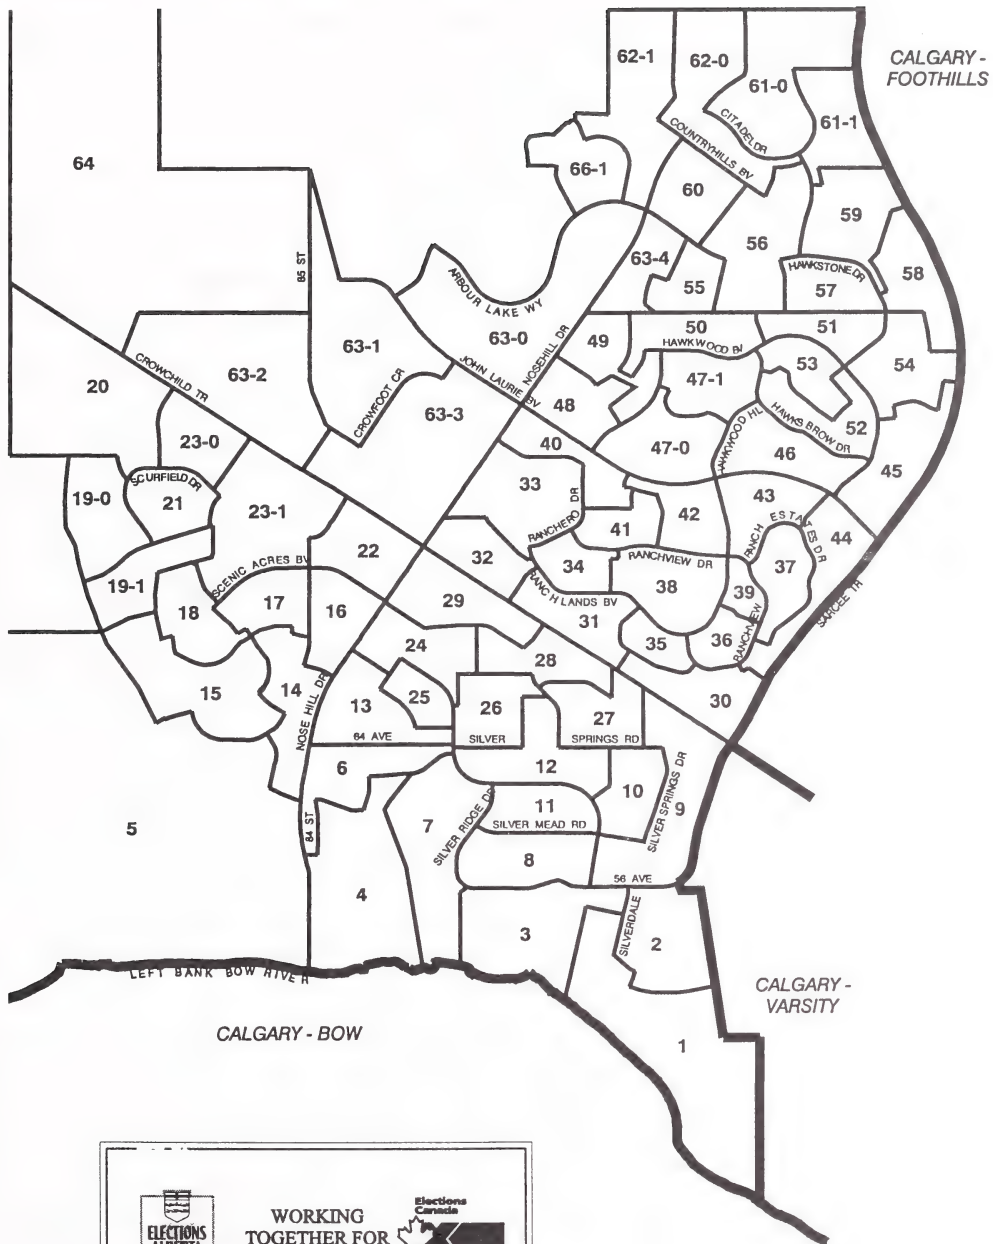 62-1
62-0
CALGARY -
FOOTHILLS
61-0
CITADEL DR
61-1
COUNTRYHILLS BV
64
66-1
60
59
56
85 ST
63-4
HAWKSTONE DR
58
55
57
ARBOUR LAKE WY
63-0
50
51
49
HAWKWOOD BV
63-1
NOSEHILL DR
53
54
JOHN LAURIE BV
CROWCHILD TR
63-2
47-1
20
CROWFOOT CR
63-3
48
HAWKWOOD HL
HAWKS BROW DR
52
23-0
40
47-0
46
45
SCURFIELD DR
33
19-0
21
43
23-1
RANCHERO DR
42
RANCH ESTATES DR
41
44
22
32
RANCHVIEW DR
34
37
SCENIC ACRES BV
38
19-1
39
RANCHLANDS BV
17
29
18
16
31
SARCEE TR
35
36
RANCHVIEW
24
28
15
14
25
30
13
26
27
NOSE HILL DR
64 AVE
SILVER
SPRINGS RD
6
12
SILVER SPRINGS DR
10
9
11
SILVER RIDGE DR
5
7
SILVER MEAD RD
84 ST
8
56 AVE
4
SILVERDALE
3
2
LEFT BANK BOW RIVER
CALGARY -
VARSITY
CALGARY - BOW
1
Elections
Canada
WORKING
ELECTIONS
TOGETHER FOR
ALBERTA